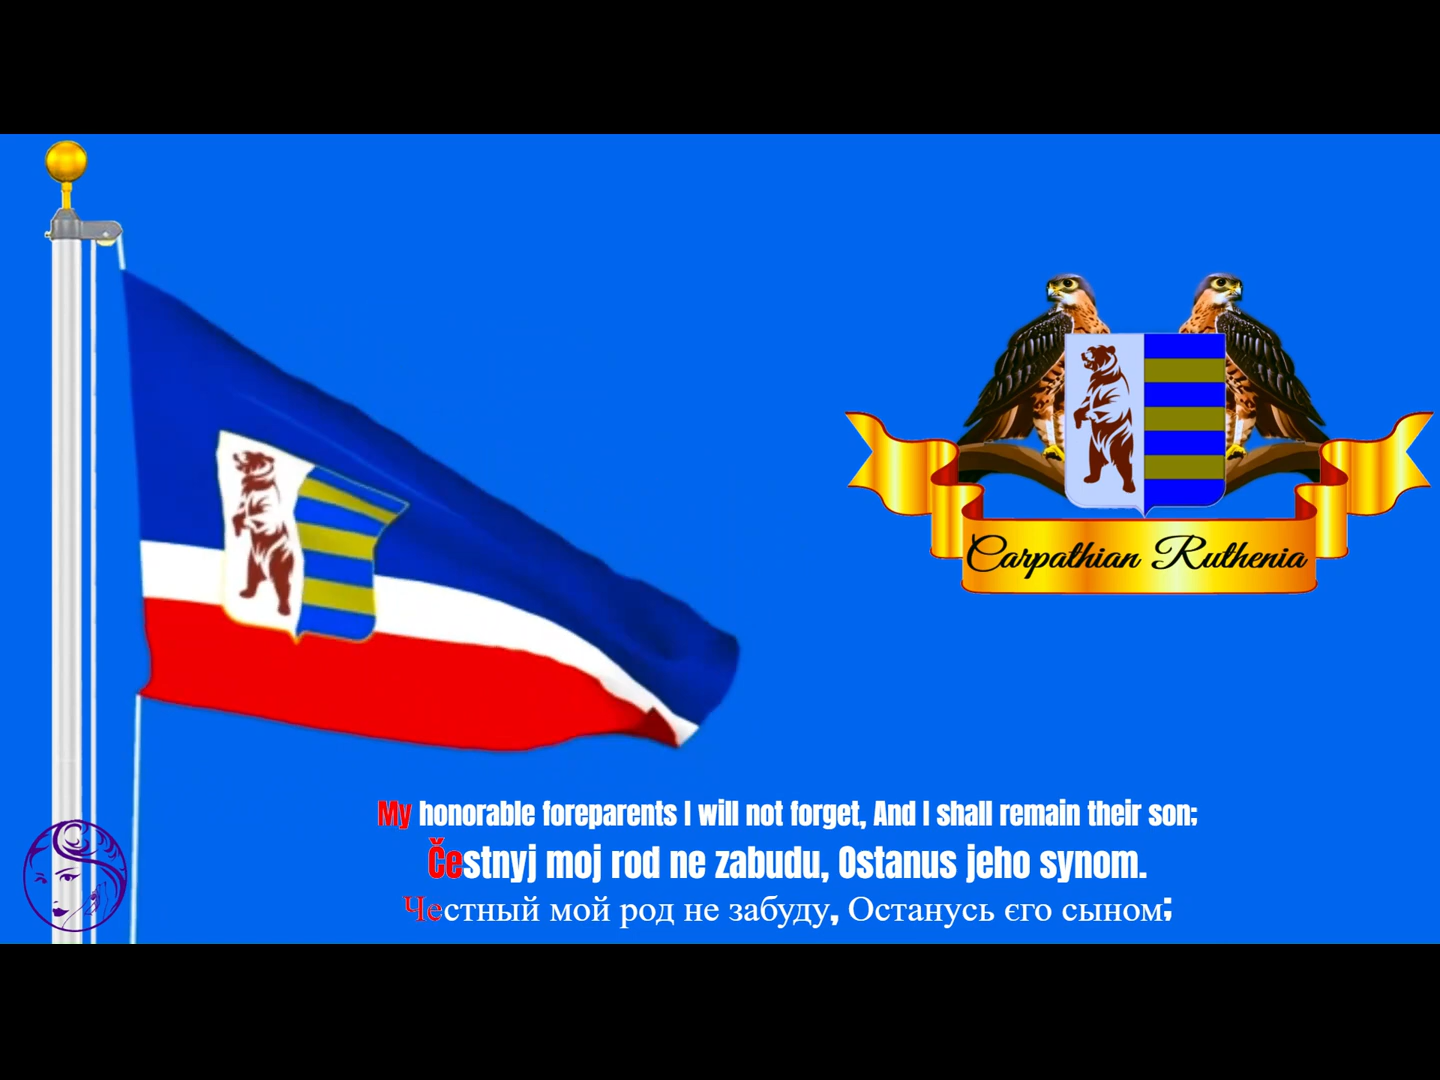 Carpathian Ruthenia
My honorable foreparents I will not forget, And I shall remain their son;
Čestnyj moj rod ne zabudu, Ostanus jeho synom.
Честный мой род не забуду, Останусь єго сыном;